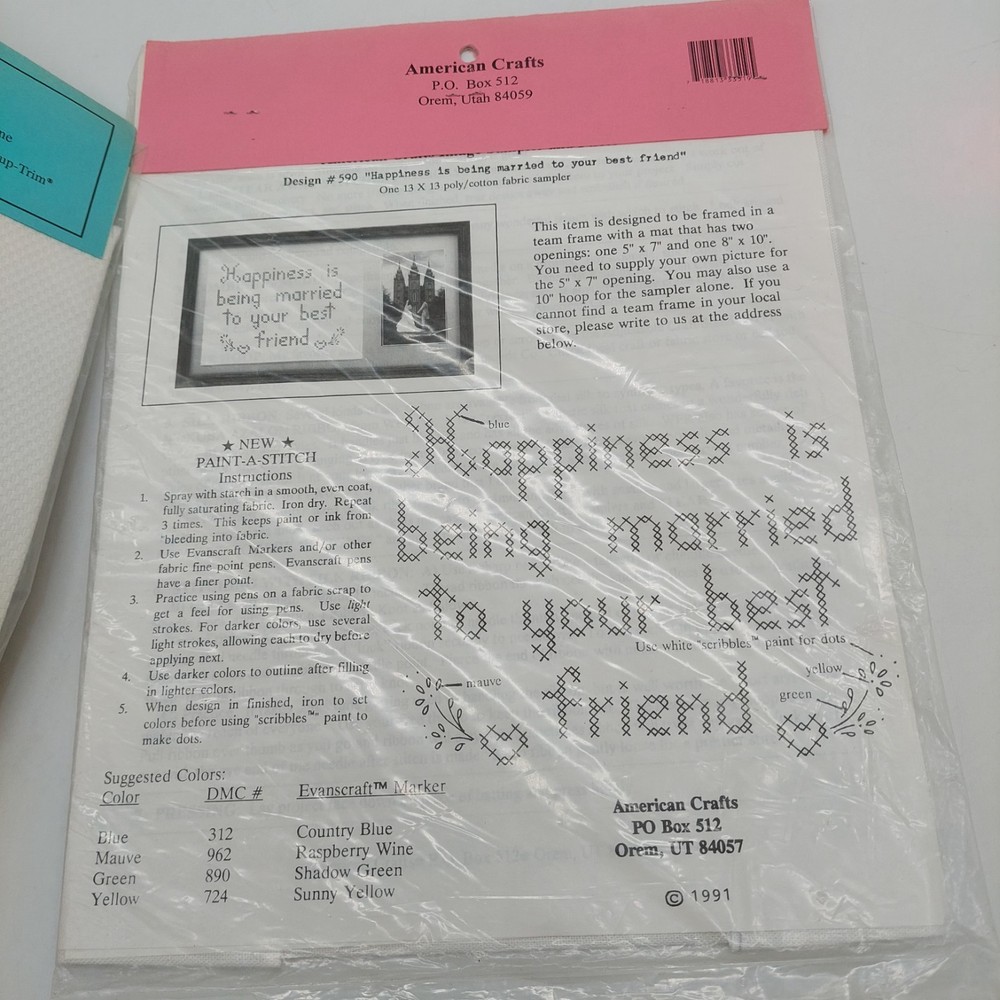 American Crafts
P.O. Box 512
Orem, Utah 84059
up-Trim®
Design #590 "Happiness is being married to your best friend"
One 13 X 13 poly/cotton fabric sampler
Happiness is
being married
to your best
friend
This item is designed to be framed in a
team frame with a mat that has two
openings: one 5" x 7" and one 8" x 10".
You need to supply your own picture for
the 5" x 7" opening. You may also use a
10" hoop for the sampler alone. If you
cannot find a team frame in your local
store, please write to us at the address
below.
★ NEW ★
PAINT-A-STITCH
Instructions
1. Spray with starch in a smooth, even coat,
fully saturating fabric. Iron dry. Repeat
3 times. This keeps paint or ink from
bleeding into fabric.
2. Use Evanscraft Markers and/or other
fabric fine point pens. Evanscraft pens
have a finer point.
3. Practice using pens on a fabric scrap to
get a feel for using pens. Use light
strokes. For darker colors, use several
light strokes, allowing each to dry before
applying next.
4. Use darker colors to outline after filling
in lighter colors.
5. When design in finished, iron to set
colors before using "scribbles™" paint to
make dots.
blue
Happiness is
being married
to your best
Use white "scribbles™ paint for dots
friend
mauve
yellow
green
Suggested Colors:
Color DMC # Evanscraft™ Marker
Blue 312 Country Blue
Mauve 962 Raspberry Wine
Green 890 Shadow Green
Yellow 724 Sunny Yellow
American Crafts
PO Box 512
Orem, UT 84057
© 1991